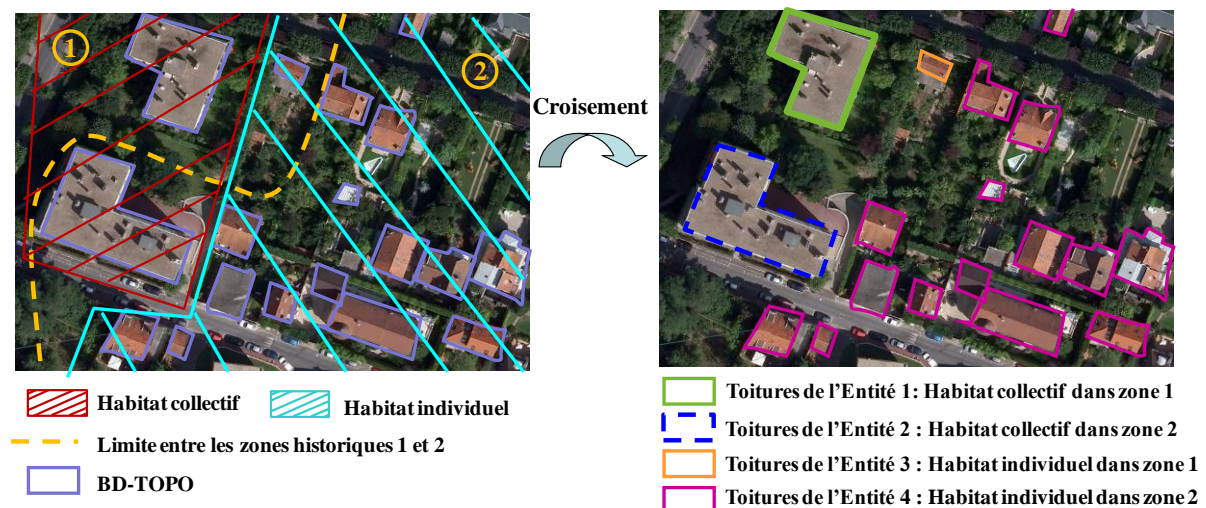 1
2
Croisement
Habitat collectif
Habitat individuel
Limite entre les zones historiques 1 et 2
BD-TOPO
Toitures de l'Entité 1: Habitat collectif dans zone 1
Toitures de l'Entité 2 : Habitat collectif dans zone 2
Toitures de l'Entité 3 : Habitat individuel dans zone 1
Toitures de l'Entité 4 : Habitat individuel dans zone 2